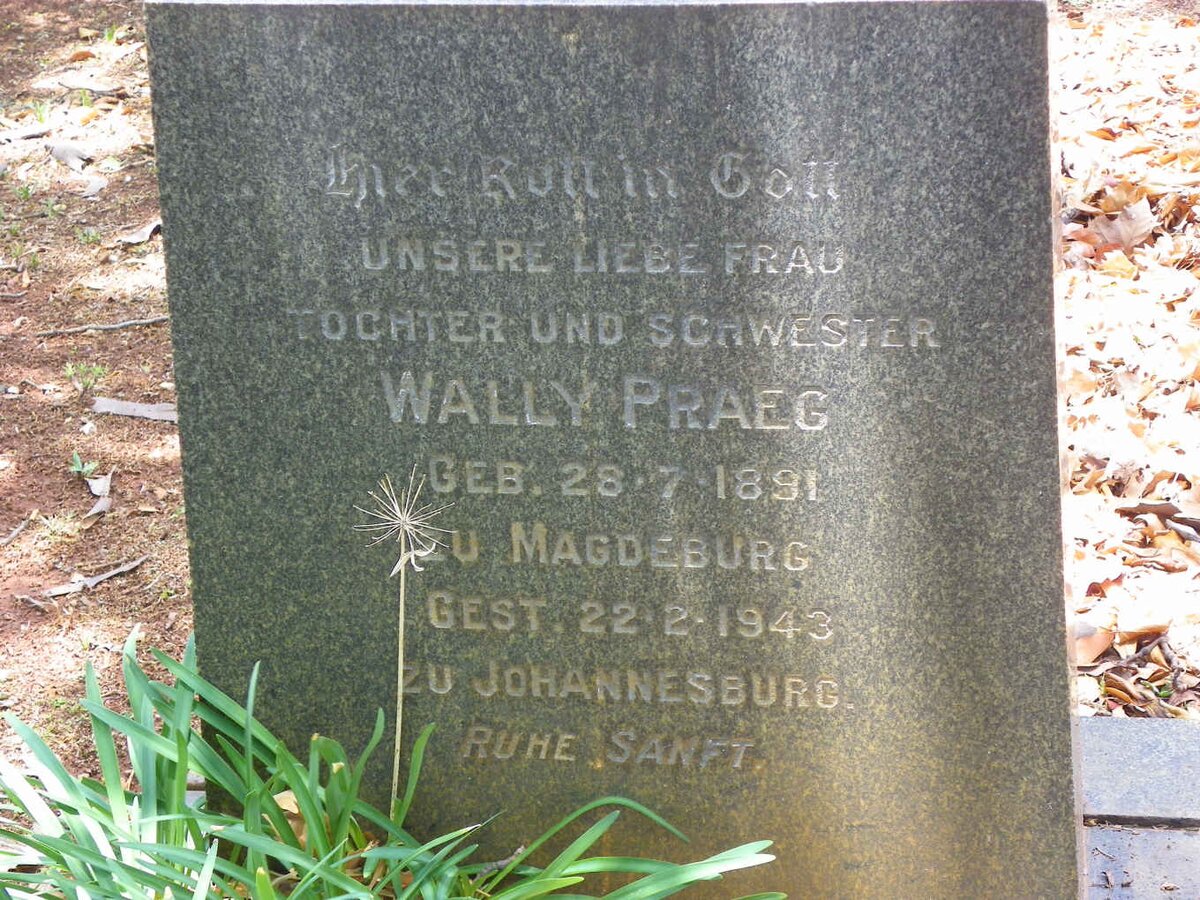 Hier Ruht in Gott
UNSERE LIEBE FRAU
TOCHTER UND SCHWESTER
WALLY PRAEG
GEB. 28·7·1891
ZU MAGDEBURG
GEST. 22·2·1943
ZU JOHANNESBURG.
RUHE SANFT